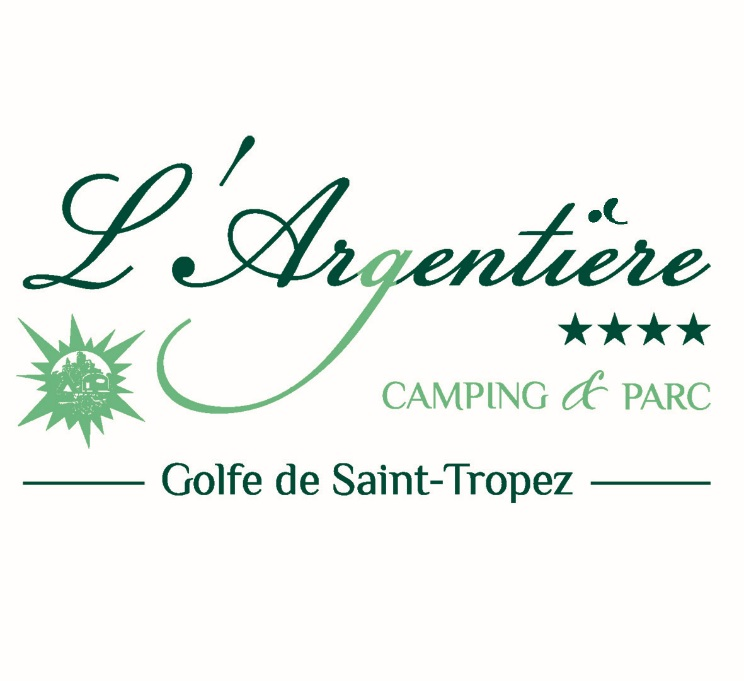 L'Argentière
★★★★
CAMPING & PARC
Golfe de Saint-Tropez